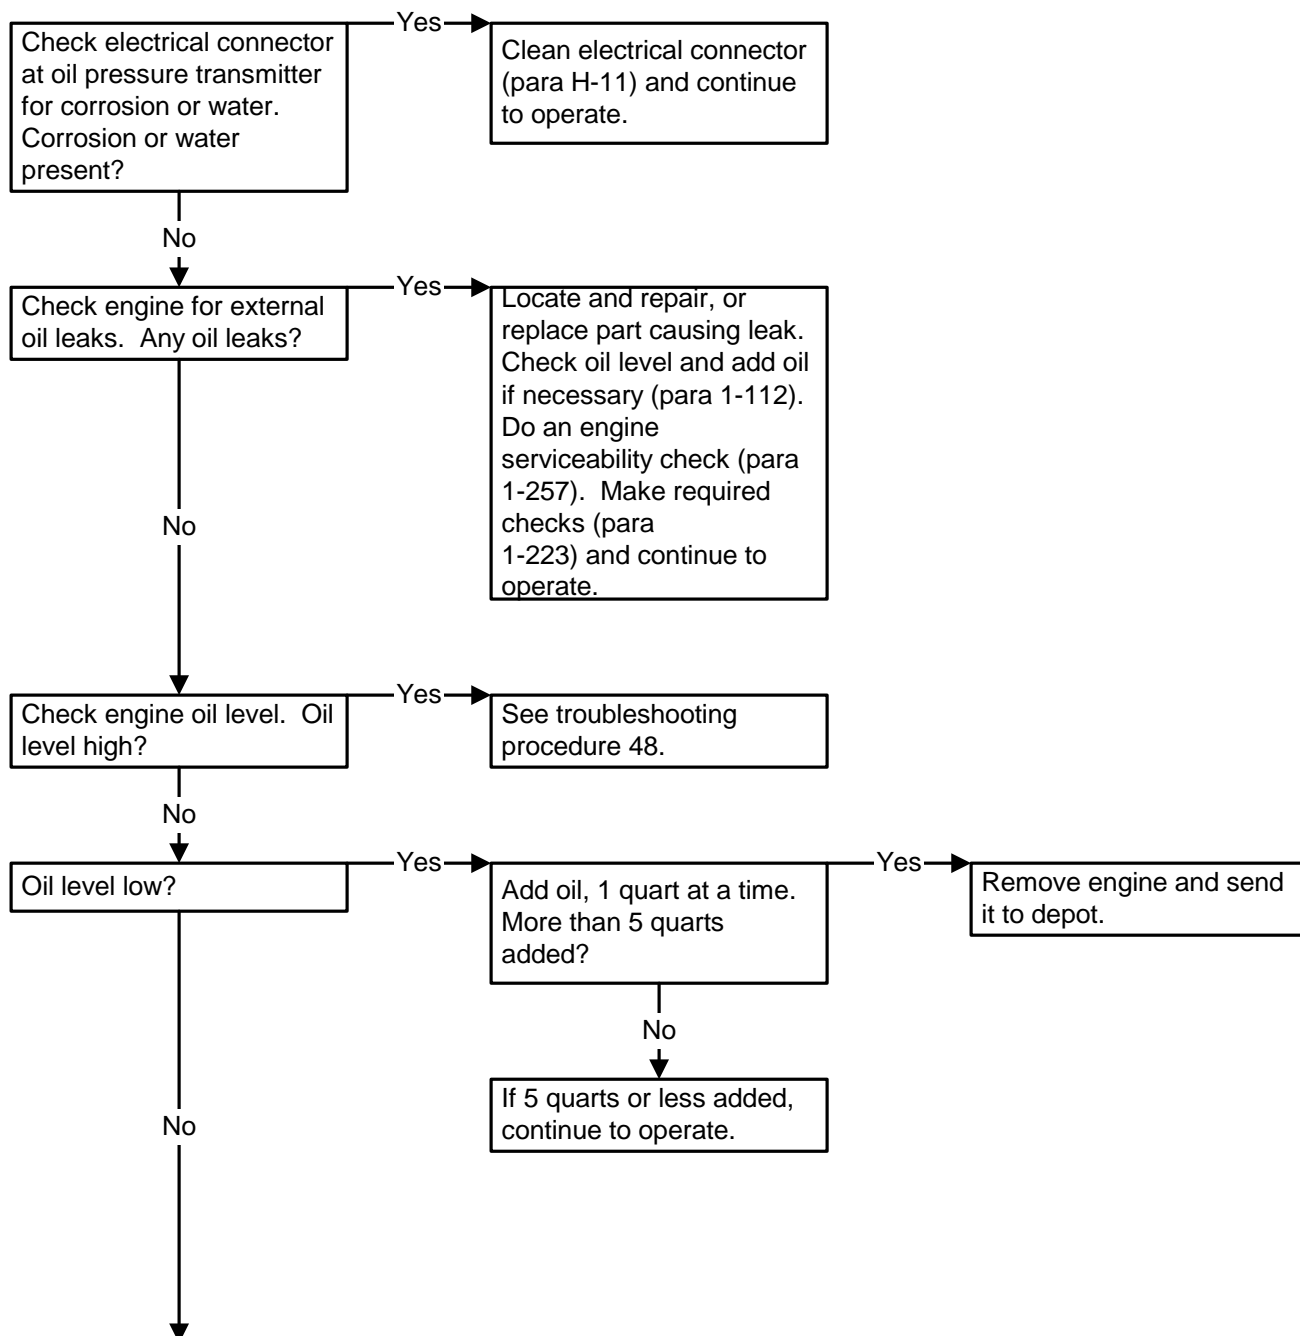 Check electrical connector
at oil pressure transmitter
for corrosion or water.
Corrosion or water
present?
Yes
Clean electrical connector
(para H-11) and continue
to operate.
No
Check engine for external
oil leaks.  Any oil leaks?
Yes
Locate and repair, or
replace part causing leak.
Check oil level and add oil
if necessary (para 1-112).
Do an engine
serviceability check (para
1-257).  Make required
checks (para
1-223) and continue to
operate.
No
Check engine oil level.  Oil
level high?
Yes
See troubleshooting
procedure 48.
No
Oil level low?
Yes
Add oil, 1 quart at a time.
More than 5 quarts
added?
Yes
Remove engine and send
it to depot.
No
If 5 quarts or less added,
continue to operate.
No